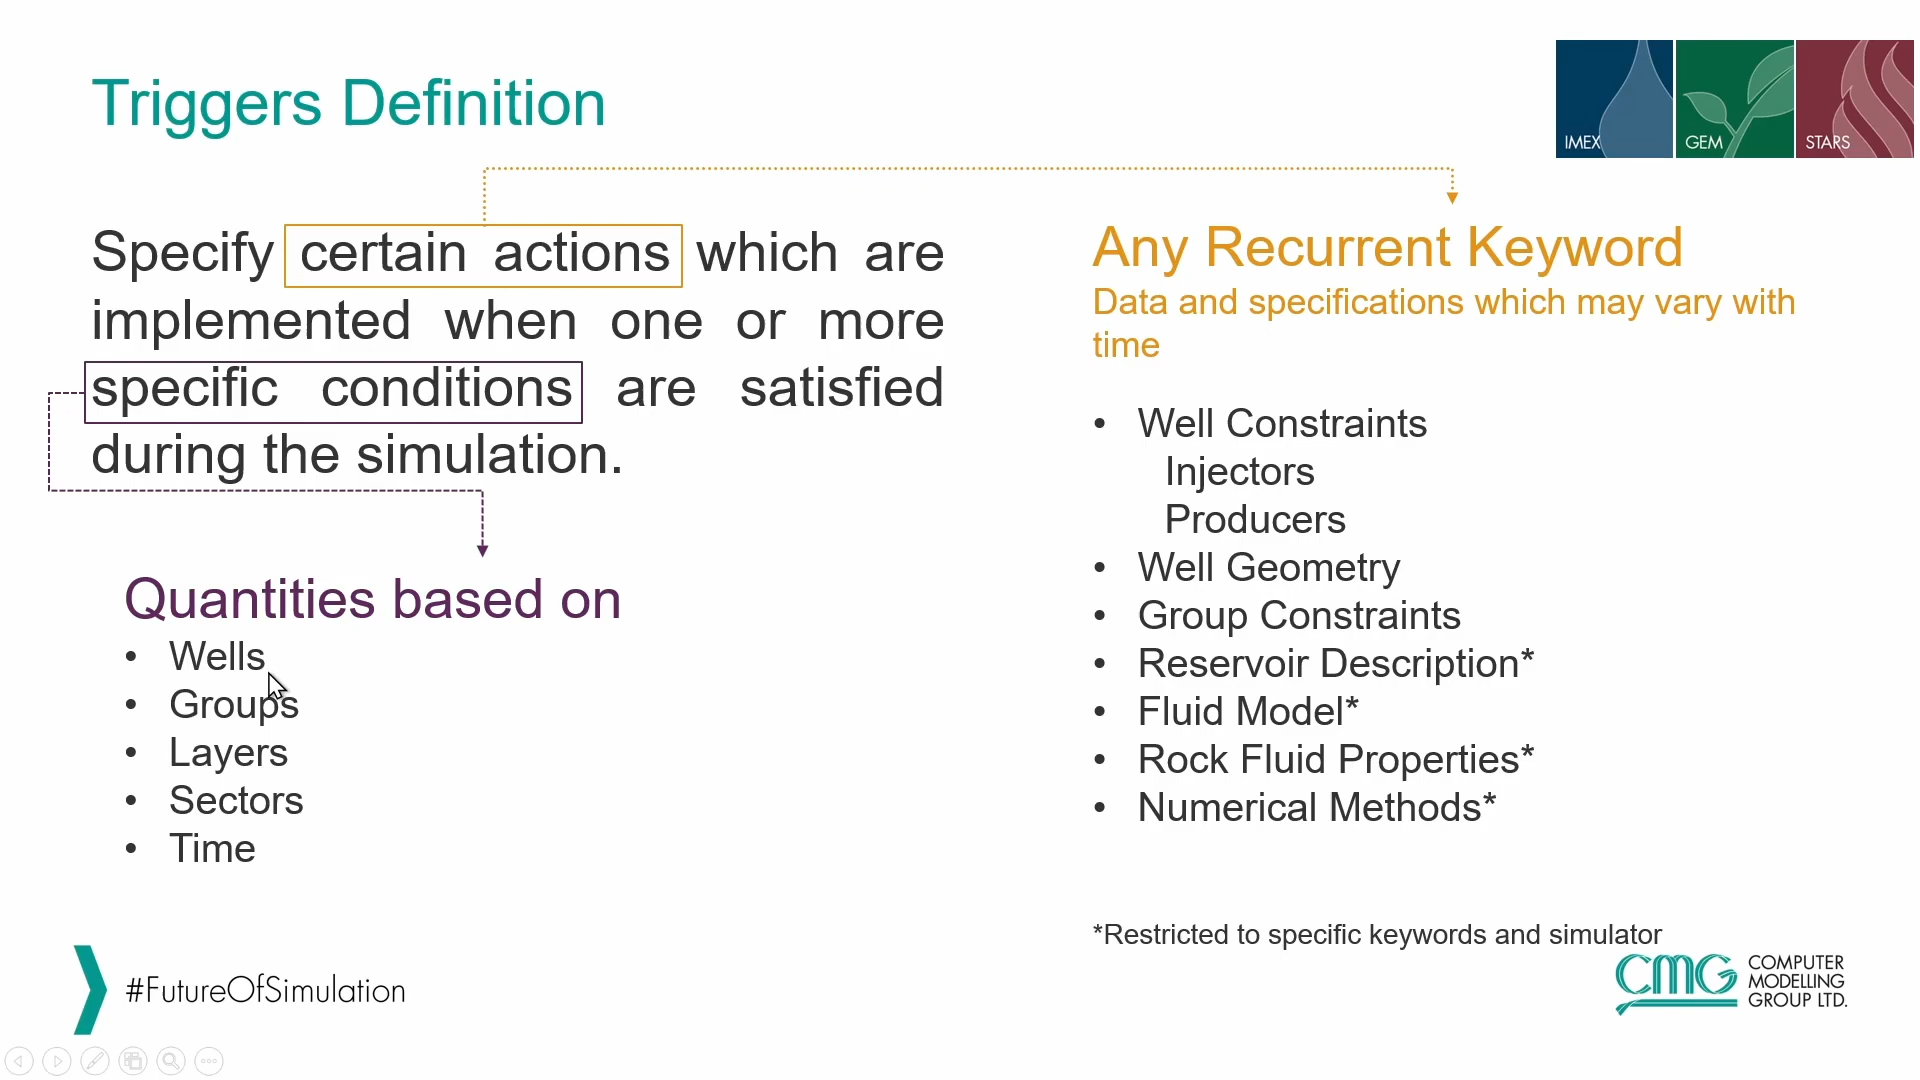 Triggers Definition
IMEX
GEM
STARS
Specify certain actions which are
implemented when one or more
specific conditions are satisfied
during the simulation.
Quantities based on
• Wells
• Groups
• Layers
• Sectors
• Time
Any Recurrent Keyword
Data and specifications which may vary with
time
• Well Constraints
Injectors
Producers
• Well Geometry
• Group Constraints
• Reservoir Description*
• Fluid Model*
• Rock Fluid Properties*
• Numerical Methods*
*Restricted to specific keywords and simulator
#FutureOfSimulation
CMG
COMPUTER
MODELLING
GROUP LTD.